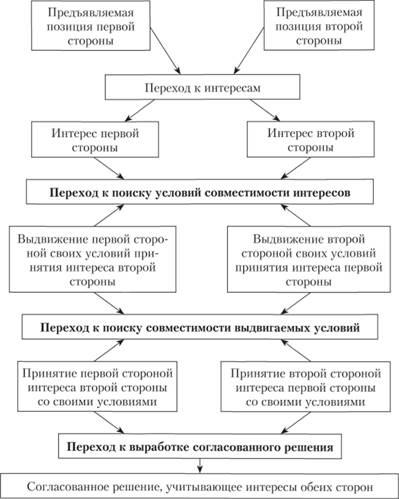 Предъявляемая
позиция первой
стороны
Предъявляемая
позиция второй
стороны
Переход к интересам
Интерес первой
стороны
Интерес второй
стороны
Переход к поиску условий совместимости интересов
Выдвижение первой сторо-
ной своих условий при-
нятия интереса второй
стороны
Выдвижение второй
стороной своих условий
принятия интереса первой
стороны
Переход к поиску совместимости выдвигаемых условий
Принятие первой стороной
интереса второй стороны
со своими условиями
Принятие второй стороной
интереса первой стороны
со своими условиями
Переход к выработке согласованного решения
Согласованное решение, учитывающее интересы обеих сторон